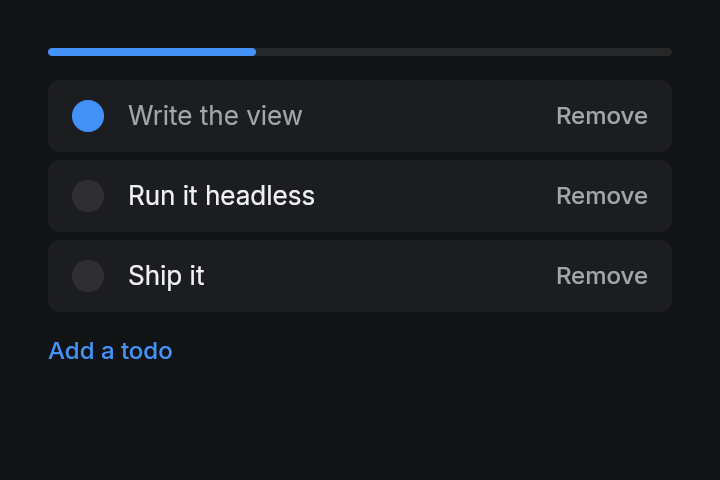 Write the view Remove
Run it headless Remove
Ship it Remove
Add a todo